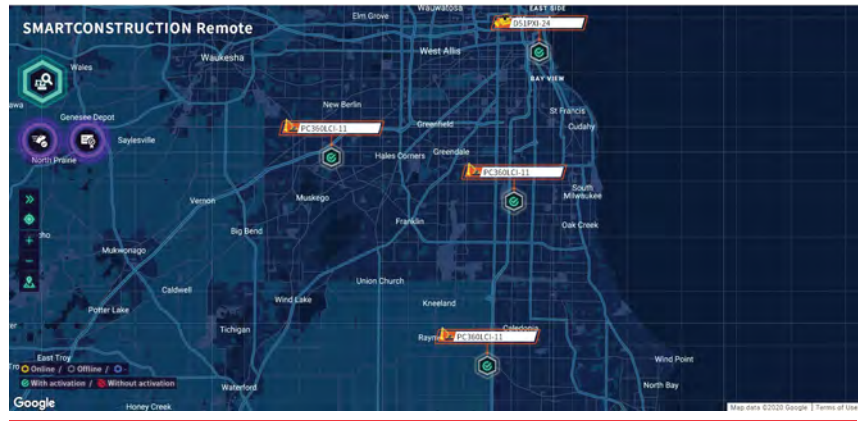 Wauwatosa
EAST SIDE
Elm Grove
D51PXI-24
SMARTCONSTRUCTION Remote
West Allis
Waukesha
Wales
BAY VIEW
New Berlin
St Francis
Genesee Depot
PC360LCI-11
Greenfield
Cudahy
Saylesville
Hales Corners
Greendale
North Prairie
PC360LCI-11
South
Milwaukee
Vernon
Muskego
Franklin
Oak Creek
Big Bend
Mukwonago
Union Church
Caldwell
Wind Lake
Kneeland
Potter Lake
Tichigan
Caledonia
PC360LCI-11
East Troy
Wind Point
Online / Offline /
With activation / Without activation
Waterford
North Bay
Google
Honey Creek
Map data ©2020 Google | Terms of Use